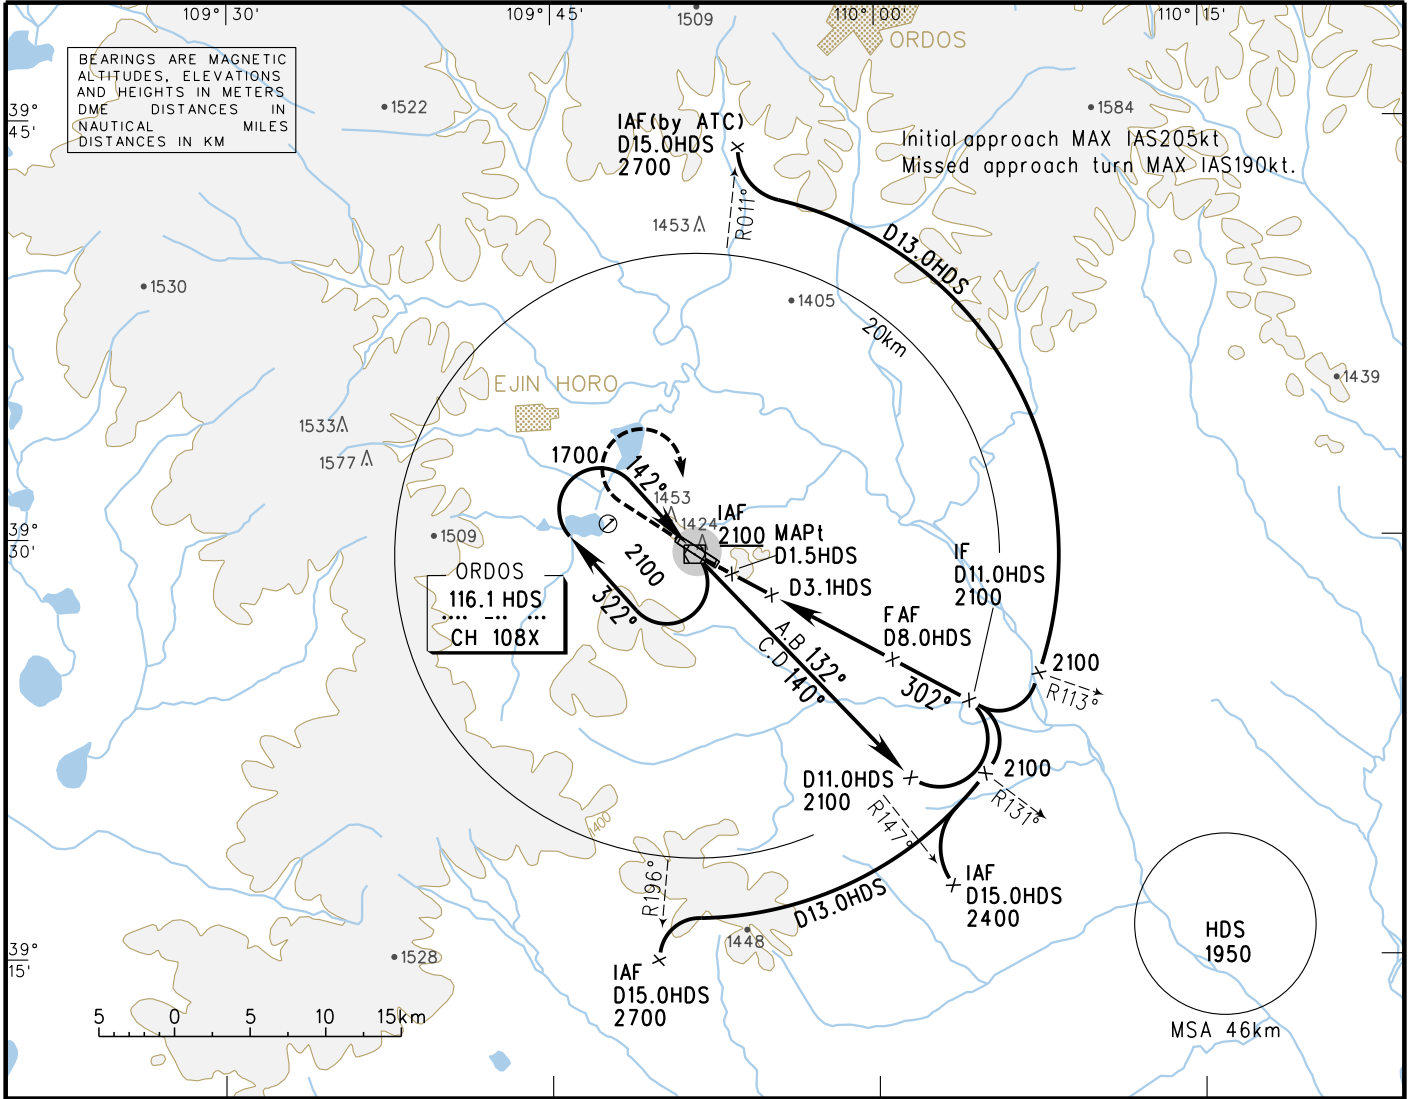 109° 30'
109° 45'
110° 00'
110° 15'
1509
ORDOS
BEARINGS ARE MAGNETIC
ALTITUDES, ELEVATIONS
AND HEIGHTS IN METERS
DME DISTANCES IN
NAUTICAL MILES
DISTANCES IN KM
39°
45'
1522
1584
IAF(by ATC)
D15.0HDS
2700
Initial approach MAX IAS205kt
Missed approach turn MAX IAS190kt.
1453
R011°
D13.0HDS
1530
1405
20km
1439
EJIN HORO
1533
1577
1700
142°
1453
1424
IAF
2100
MAPt
D1.5HDS
D3.1HDS
1
39°
30'
1509
2100
322°
ORDOS
116.1 HDS
···· -·· ···
CH 108X
IF
D11.0HDS
2100
FAF
D8.0HDS
A.B 132°
C.D 140°
302°
2100
R113°
D11.0HDS
2100
2100
R131°
R147°
1400
R196°
D13.0HDS
IAF
D15.0HDS
2400
1448
IAF
D15.0HDS
2700
39°
15'
1528
HDS
1950
MSA 46km
5 0 5 10 15km